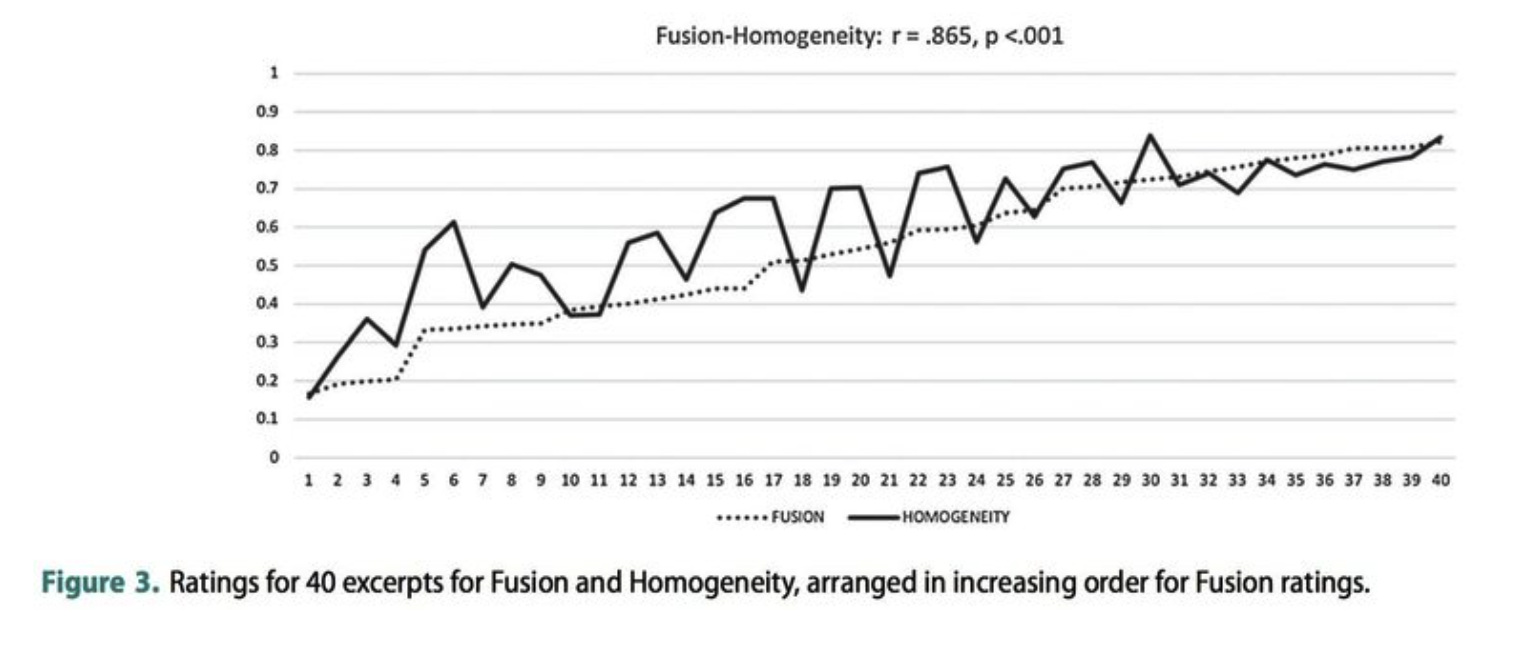 Fusion-Homogeneity: r = .865, p <.001
1
0.9
0.8
0.7
0.6
0.5
0.4
0.3
0.2
0.1
0
1 2 3 4 5 6 7 8 9 10 11 12 13 14 15 16 17 18 19 20 21 22 23 24 25 26 27 28 29 30 31 32 33 34 35 36 37 38 39 40
FUSION HOMOGENEITY
Figure 3. Ratings for 40 excerpts for Fusion and Homogeneity, arranged in increasing order for Fusion ratings.